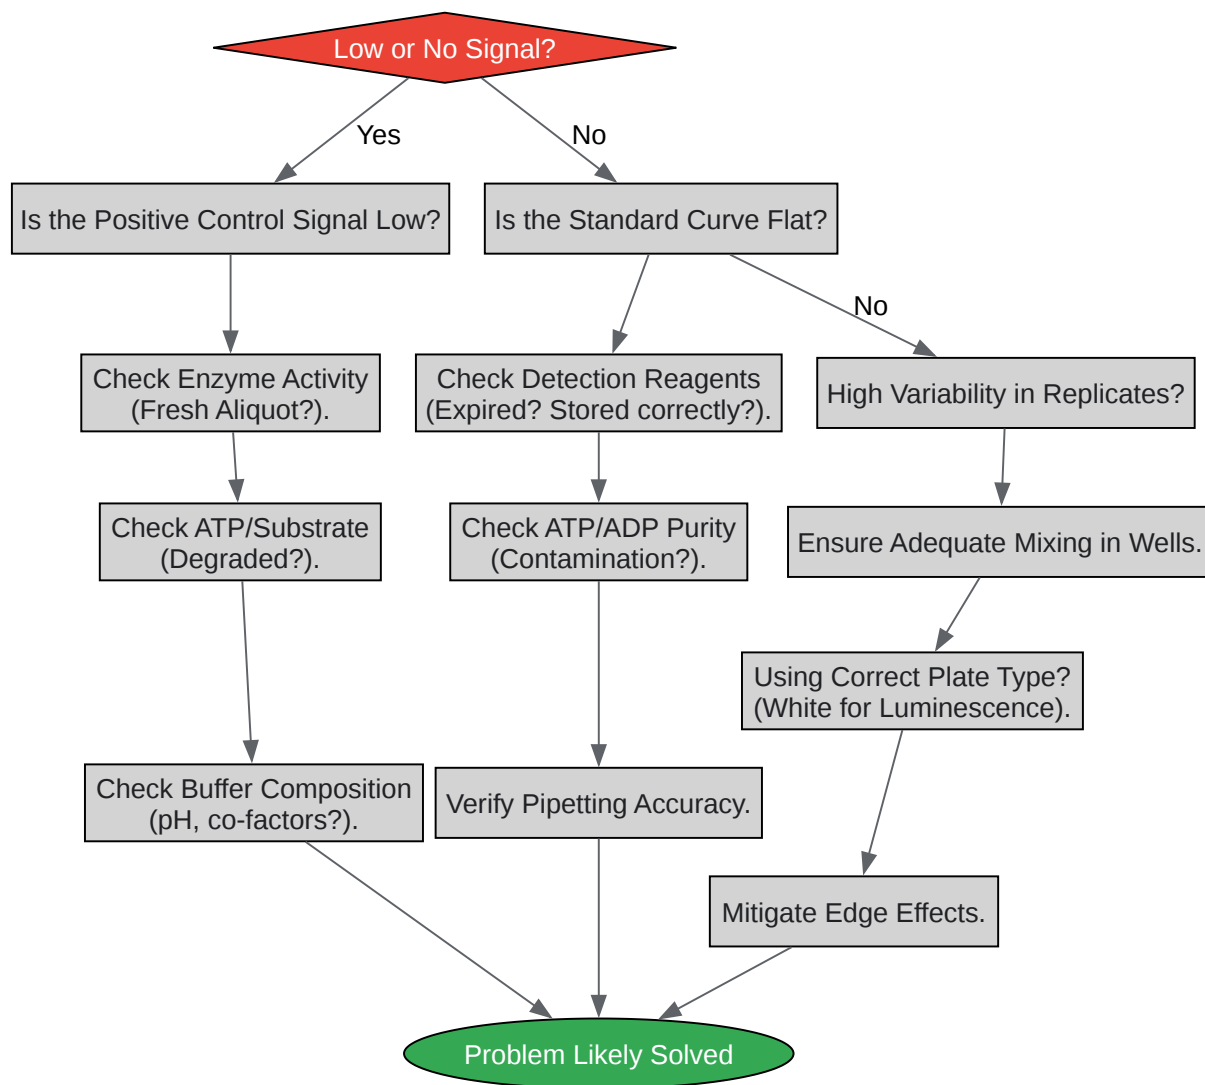 Low or No Signal?
Yes
No
Is the Positive Control Signal Low?
Is the Standard Curve Flat?
No
Check Enzyme Activity
(Fresh Aliquot?).
Check Detection Reagents
(Expired? Stored correctly?).
High Variability in Replicates?
Check ATP/Substrate
(Degraded?).
Check ATP/ADP Purity
(Contamination?).
Ensure Adequate Mixing in Wells.
Using Correct Plate Type?
(White for Luminescence).
Check Buffer Composition
(pH, co-factors?).
Verify Pipetting Accuracy.
Mitigate Edge Effects.
Problem Likely Solved